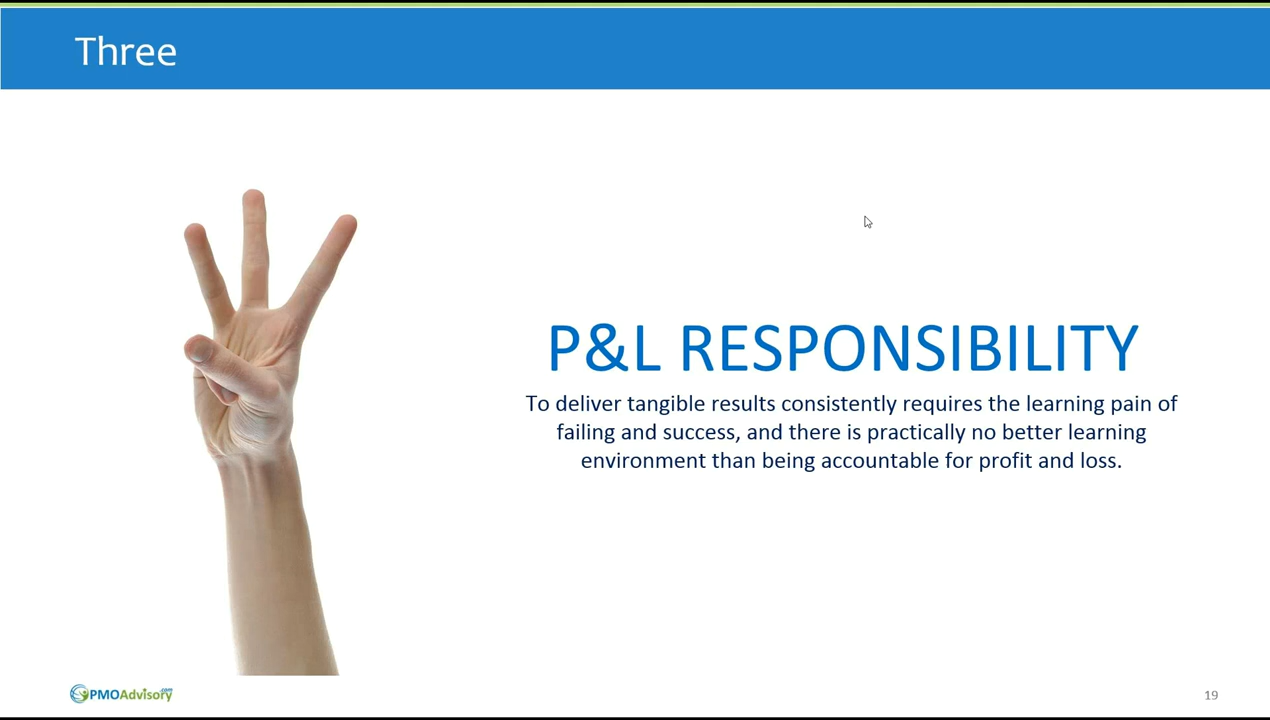 Three
P&L RESPONSIBILITY
To deliver tangible results consistently requires the learning pain of
failing and success, and there is practically no better learning
environment than being accountable for profit and loss.
PMOAdvisory.com
19